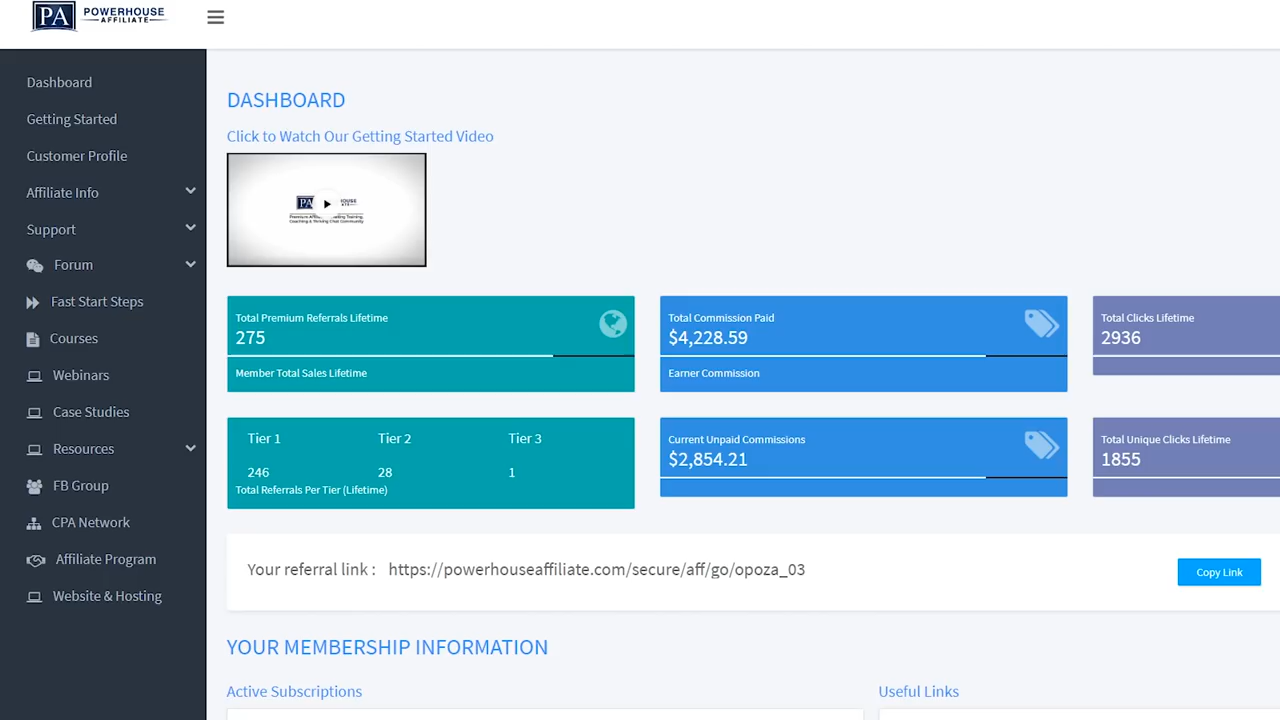 PA POWERHOUSE
AFFILIATE
Dashboard
Getting Started
Customer Profile
Affiliate Info
Support
Forum
Fast Start Steps
Courses
Webinars
Case Studies
Resources
FB Group
CPA Network
Affiliate Program
Website & Hosting
DASHBOARD
Click to Watch Our Getting Started Video
PA
Total Premium Referrals Lifetime
275
Member Total Sales Lifetime
Total Commission Paid
$4,228.59
Earner Commission
Total Clicks Lifetime
2936
Tier 1 Tier 2 Tier 3
246 28 1
Total Referrals Per Tier (Lifetime)
Current Unpaid Commissions
$2,854.21
Total Unique Clicks Lifetime
1855
Your referral link : https://powerhouseaffiliate.com/secure/aff/go/opoza_03
Copy Link
YOUR MEMBERSHIP INFORMATION
Active Subscriptions
Useful Links